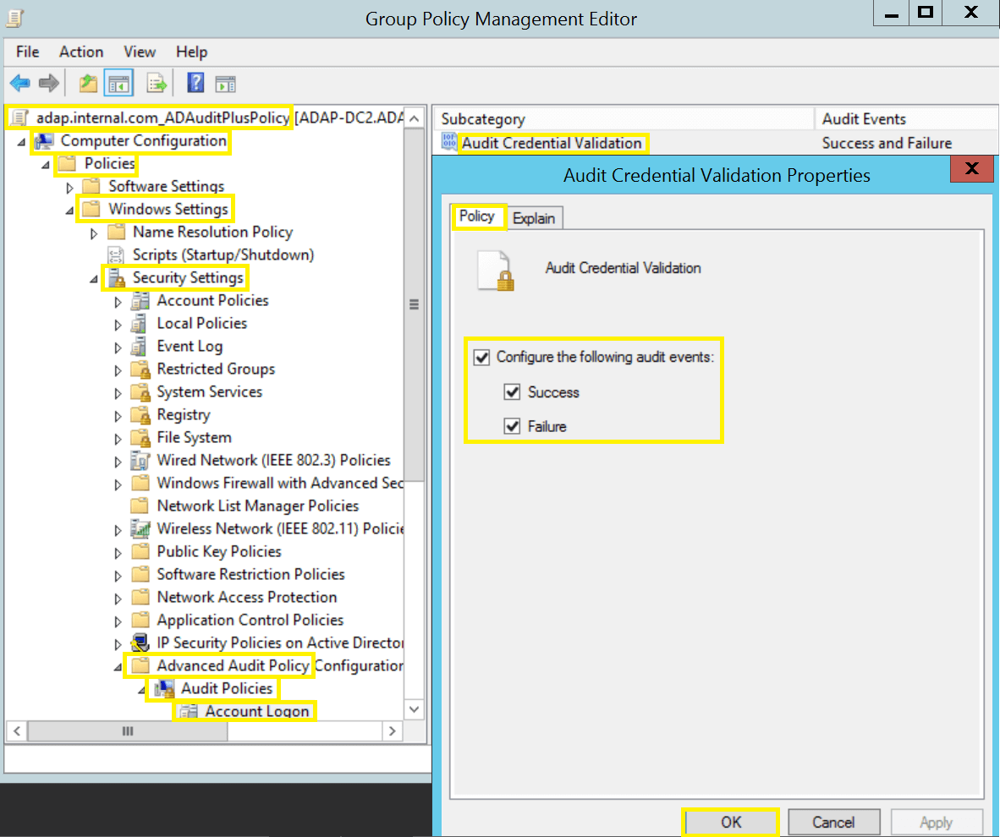 Group Policy Management Editor
File Action View Help
adap.internal.com_ADAuditPlusPolicy [ADAP-DC2.ADA
Computer Configuration
Policies
Software Settings
Windows Settings
Name Resolution Policy
Scripts (Startup/Shutdown)
Security Settings
Account Policies
Local Policies
Event Log
Restricted Groups
System Services
Registry
File System
Wired Network (IEEE 802.3) Policies
Windows Firewall with Advanced Sec
Network List Manager Policies
Wireless Network (IEEE 802.11) Policie
Public Key Policies
Software Restriction Policies
Network Access Protection
Application Control Policies
IP Security Policies on Active Director
Advanced Audit Policy Configuration
Audit Policies
Account Logon
Subcategory Audit Events
Audit Credential Validation Success and Failure
Audit Credential Validation Properties
Policy Explain
Audit Credential Validation
Configure the following audit events:
Success
Failure
OK Cancel Apply